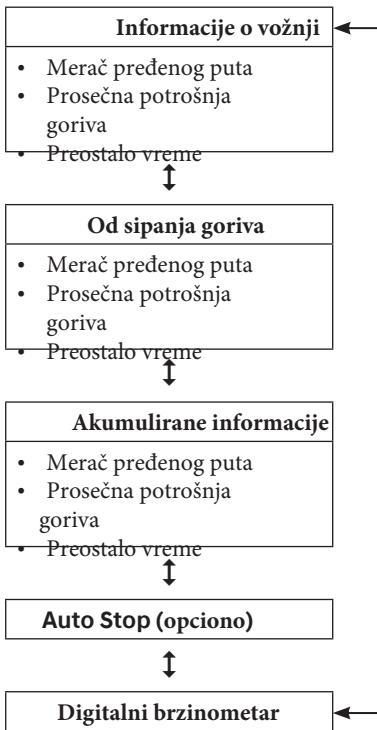 Informacije o vožnji
• Merač pređenog puta
• Prosečna potrošnja
goriva
• Preostalo vreme
Od sipanja goriva
• Merač pređenog puta
• Prosečna potrošnja
goriva
• Preostalo vreme
Akumulirane informacije
• Merač pređenog puta
• Prosečna potrošnja
goriva
• Preostalo vreme
Auto Stop (opciono)
Digitalni brzinometar